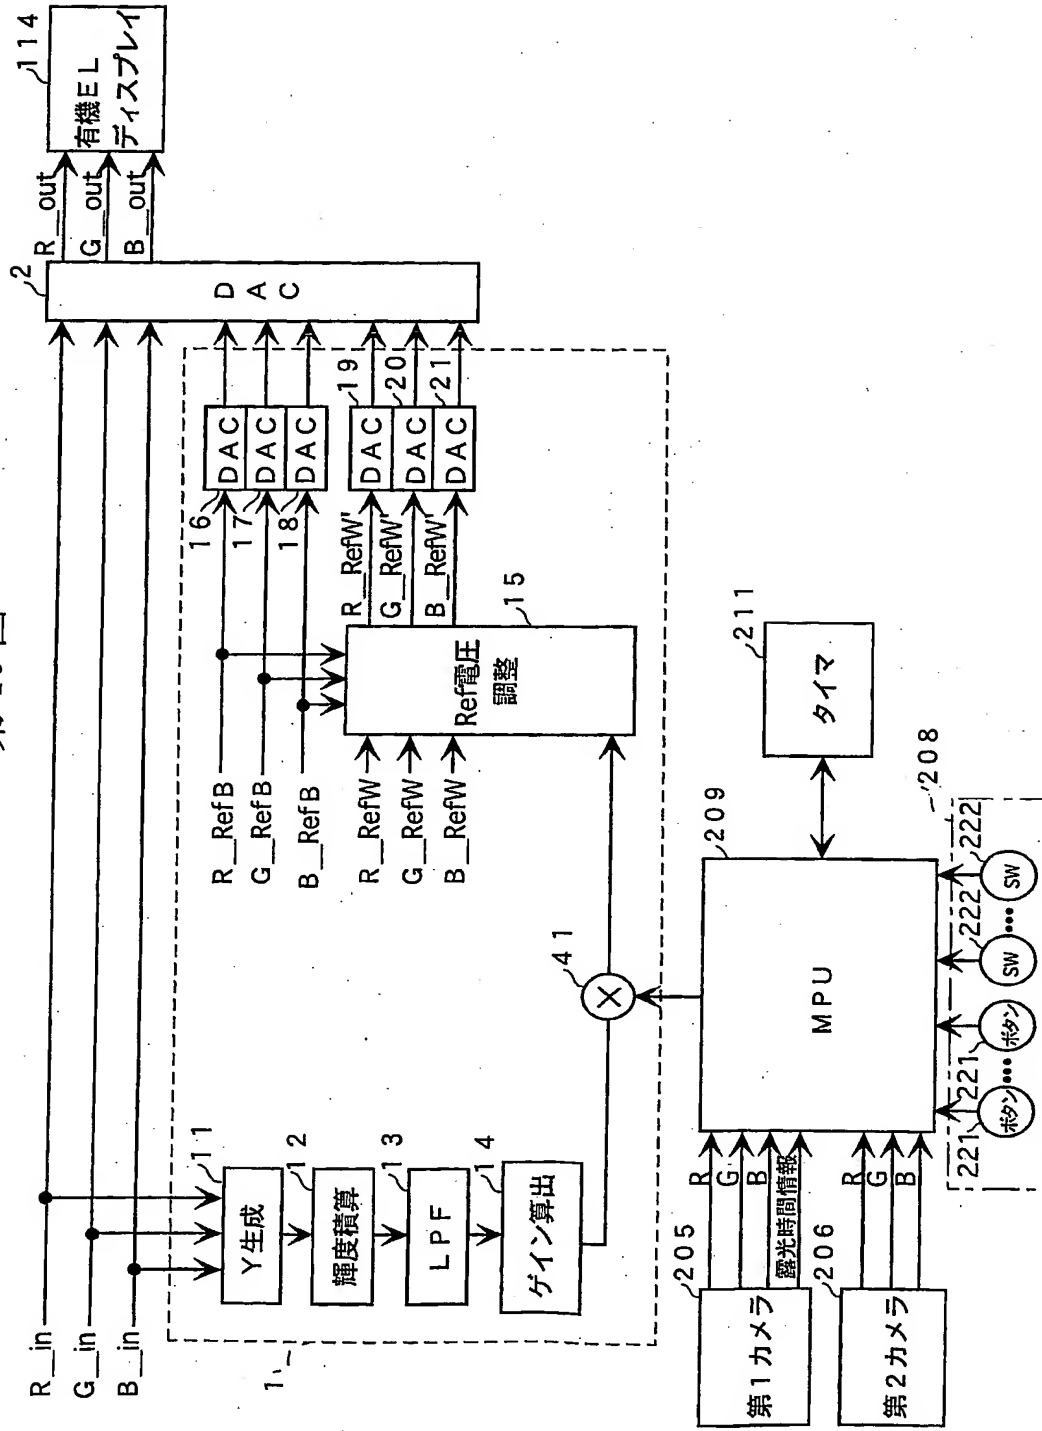 R_in
G_in
B_in
1
Y生成
11
輝度積算
12
LPF
13
ゲイン算出
14
41
R_RefB
G_RefB
B_RefB
R_RefW
G_RefW
B_RefW
Ref電圧
調整
15
R_RefW'
G_RefW'
B_RefW'
16
DAC
17
DAC
18
DAC
19
DAC
20
DAC
21
DAC
2
DAC
R_out
G_out
B_out
114
有機EL
ディスプレイ
第1カメラ
205
R
G
B
露光時間情報
第2カメラ
206
R
G
B
MPU
209
タイマ
211
208
221
ボタン
221
ボタン
222
SW
222
SW